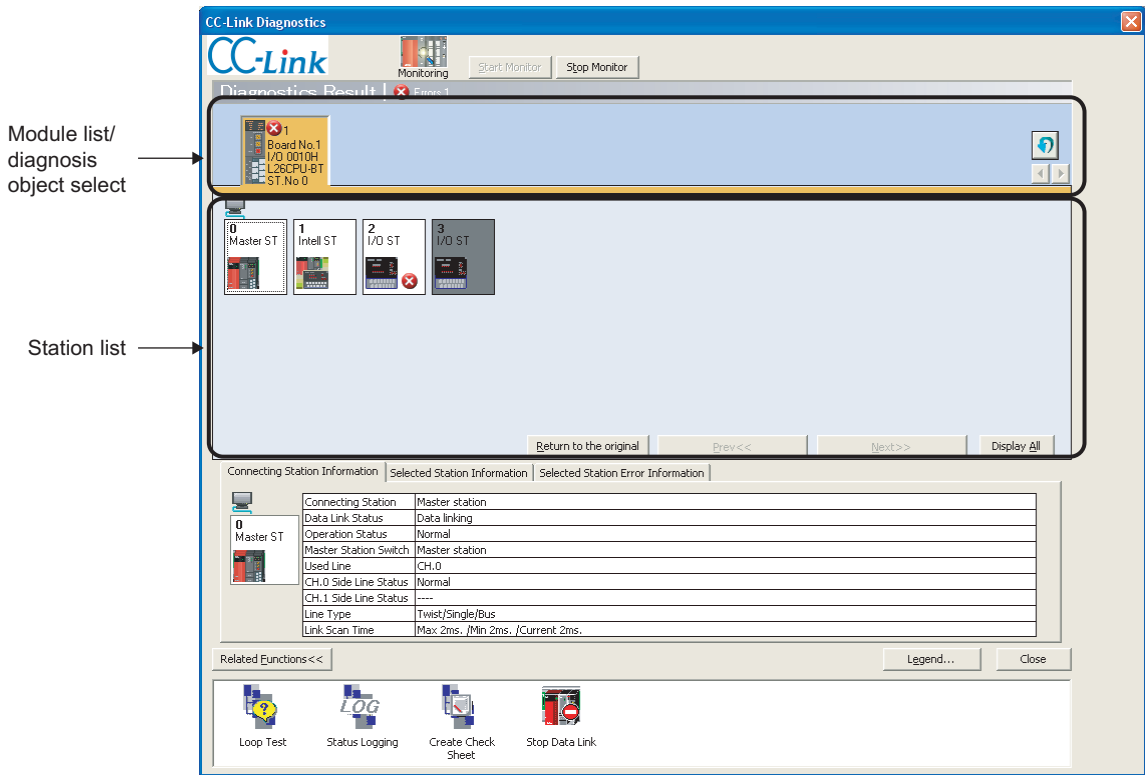 CC-Link Diagnostics
CC-Link
Monitoring
Start Monitor
Stop Monitor
Diagnostics Result
Errors 1
Module list/
diagnosis
object select
1
Board No.1
I/O 0010H
L26CPU-BT
ST.No 0
0
Master ST
1
Intell ST
2
I/O ST
3
I/O ST
Station list
Return to the original
Prev<<
Next>>
Display All
Connecting Station Information
Selected Station Information
Selected Station Error Information
0
Master ST
Connecting Station Master station
Data Link Status Data linking
Operation Status Normal
Master Station Switch Master station
Used Line CH.0
CH.0 Side Line Status Normal
CH.1 Side Line Status ----
Line Type Twist/Single/Bus
Link Scan Time Max 2ms. /Min 2ms. /Current 2ms.
Related Functions<<
Legend...
Close
?
LOG
Loop Test
Status Logging
Create Check
Sheet
Stop Data Link